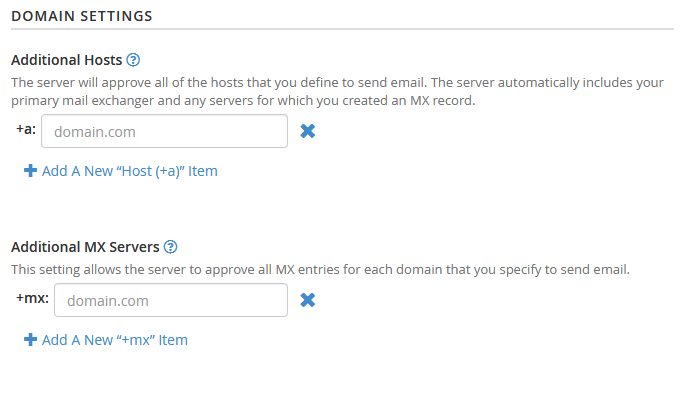 DOMAIN SETTINGS
Additional Hosts ?
The server will approve all of the hosts that you define to send email. The server automatically includes your
primary mail exchanger and any servers for which you created an MX record.
+a: domain.com
Add A New “Host (+a)” Item
Additional MX Servers ?
This setting allows the server to approve all MX entries for each domain that you specify to send email.
+mx: domain.com
Add A New “+mx” Item